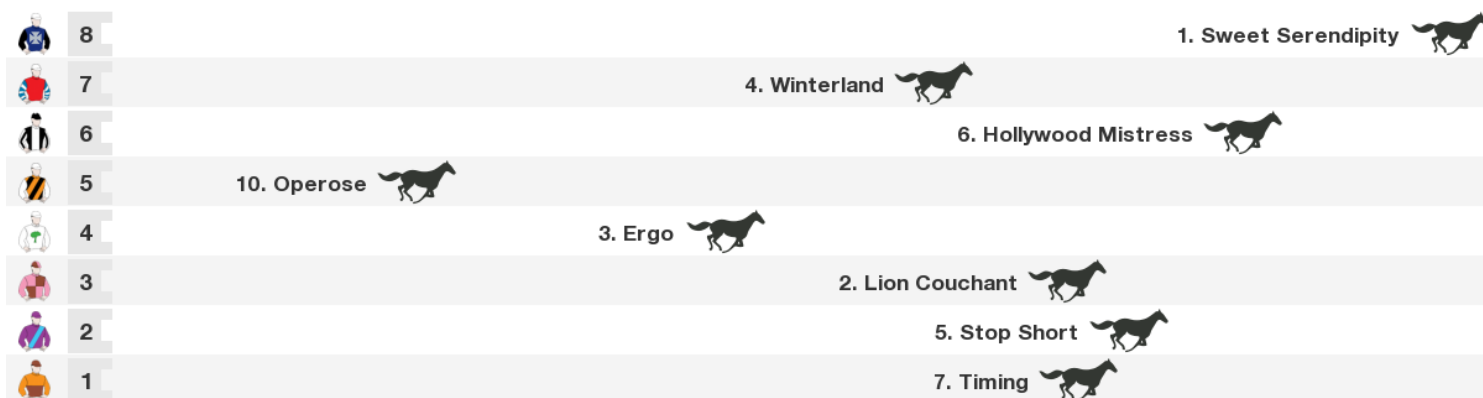 8 1. Sweet Serendipity
7 4. Winterland
6 6. Hollywood Mistress
5 10. Operose
4 3. Ergo
3 2. Lion Couchant
2 5. Stop Short
1 7. Timing